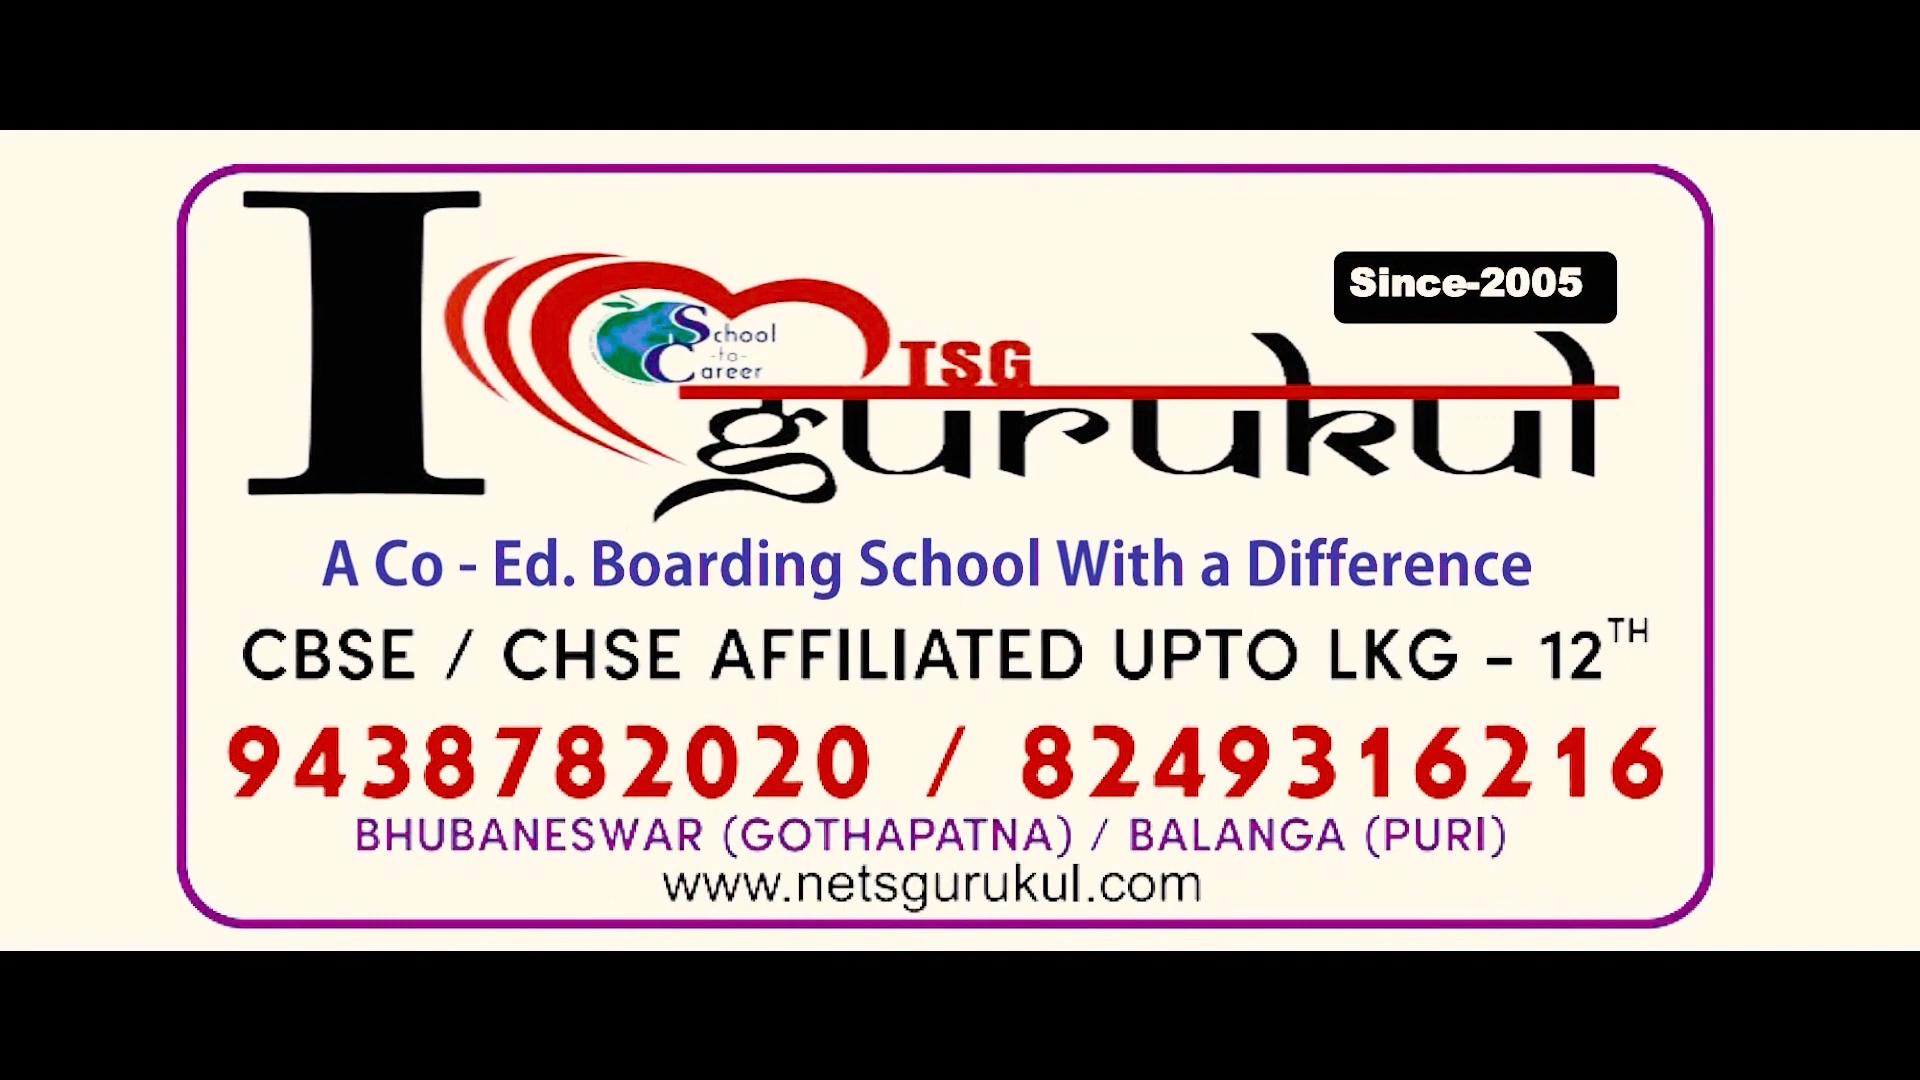 Since-2005
I
School
-to-
Career
TSG
gurukul
A Co - Ed. Boarding School With a Difference
CBSE / CHSE AFFILIATED UPTO LKG - 12TH
9438782020 / 8249316216
BHUBANESWAR (GOTHAPATNA) / BALANGA (PURI)
www.netsgurukul.com